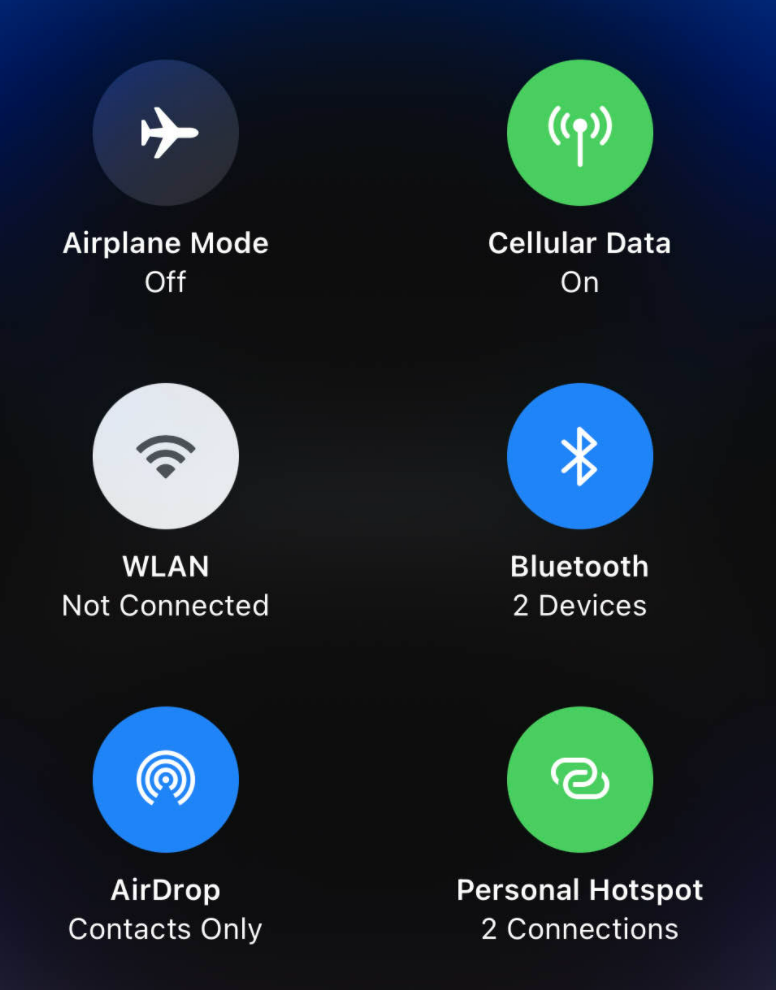 Airplane Mode
Off
Cellular Data
On
WLAN
Not Connected
Bluetooth
2 Devices
AirDrop
Contacts Only
Personal Hotspot
2 Connections